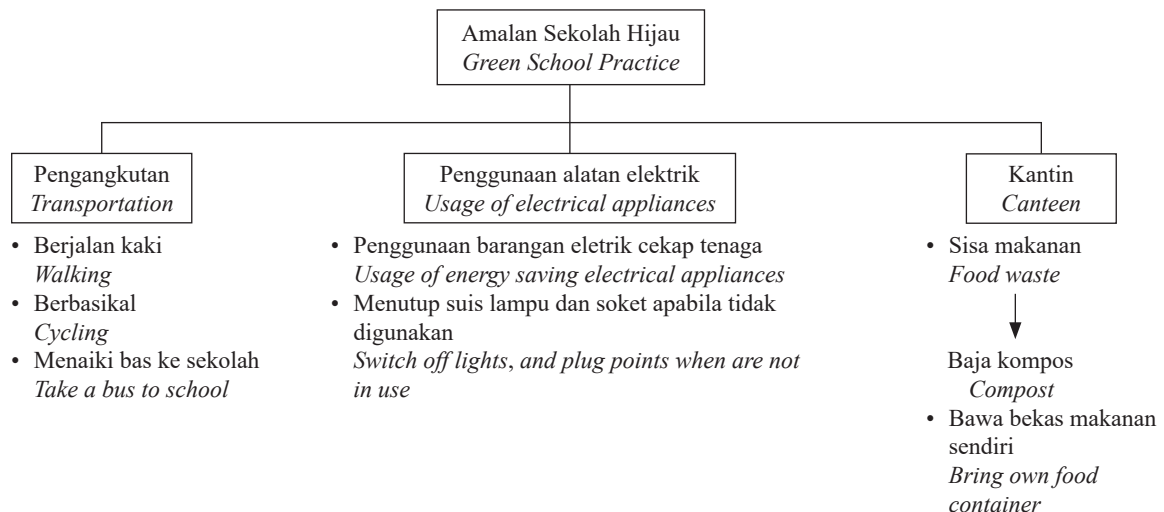 Amalan Sekolah Hijau
Green School Practice
Pengangkutan
Transportation
• Berjalan kaki
Walking
• Berbasikal
Cycling
• Menaiki bas ke sekolah
Take a bus to school
Penggunaan alatan elektrik
Usage of electrical appliances
• Penggunaan barangan eletrik cekap tenaga
Usage of energy saving electrical appliances
• Menutup suis lampu dan soket apabila tidak
digunakan
Switch off lights, and plug points when are not
in use
Kantin
Canteen
• Sisa makanan
Food waste
Baja kompos
Compost
• Bawa bekas makanan
sendiri
Bring own food
container